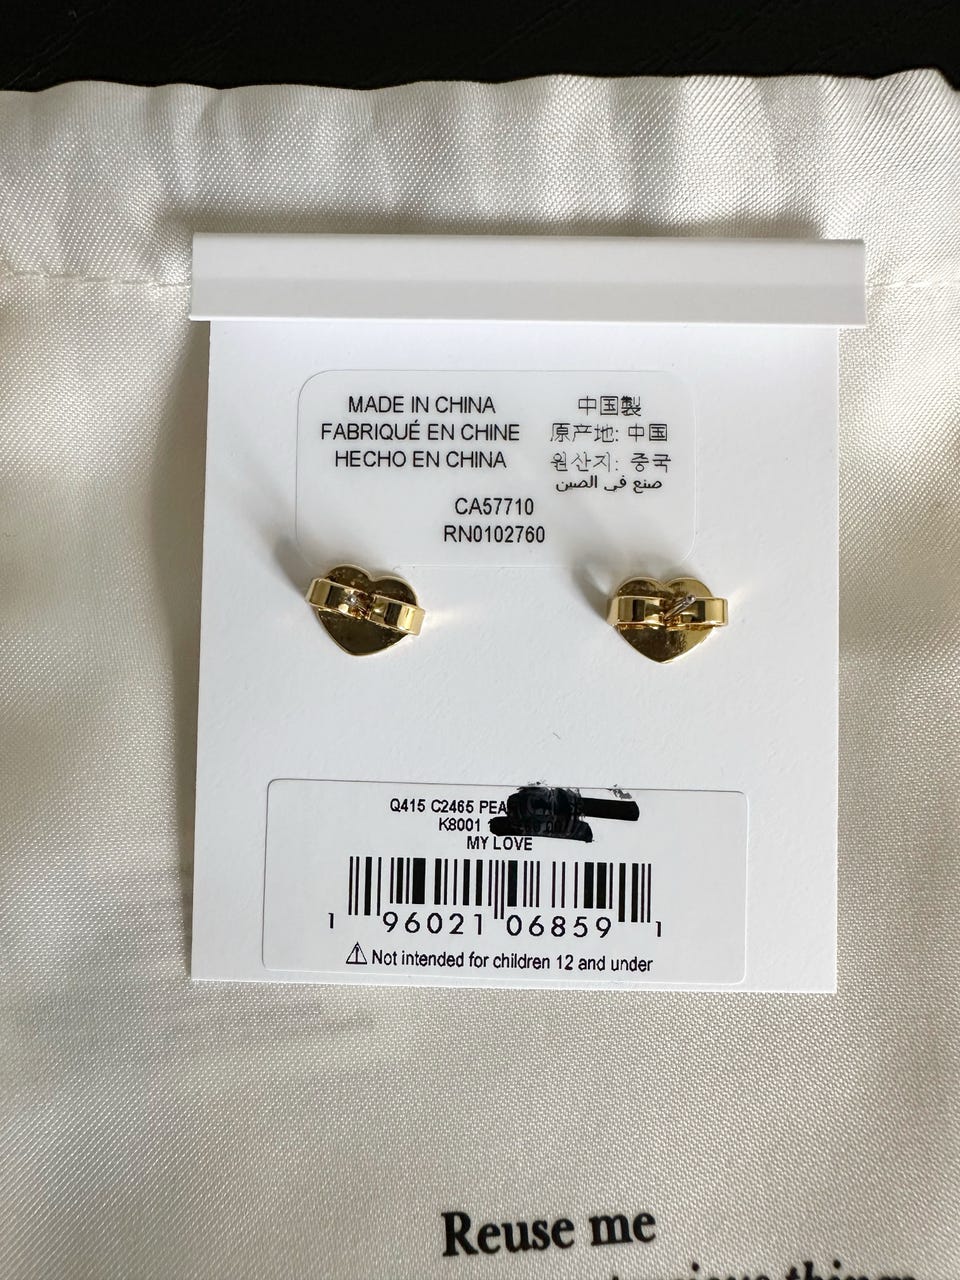 MADE IN CHINA
FABRIQUÉ EN CHINE
HECHO EN CHINA
中国製
原产地: 中国
원산지: 중국
صنع في الصين
CA57710
RN0102760
Q415 C2465
K8001
MY LOVE
1 96021 06859 1
Not intended for children 12 and under
Reuse me